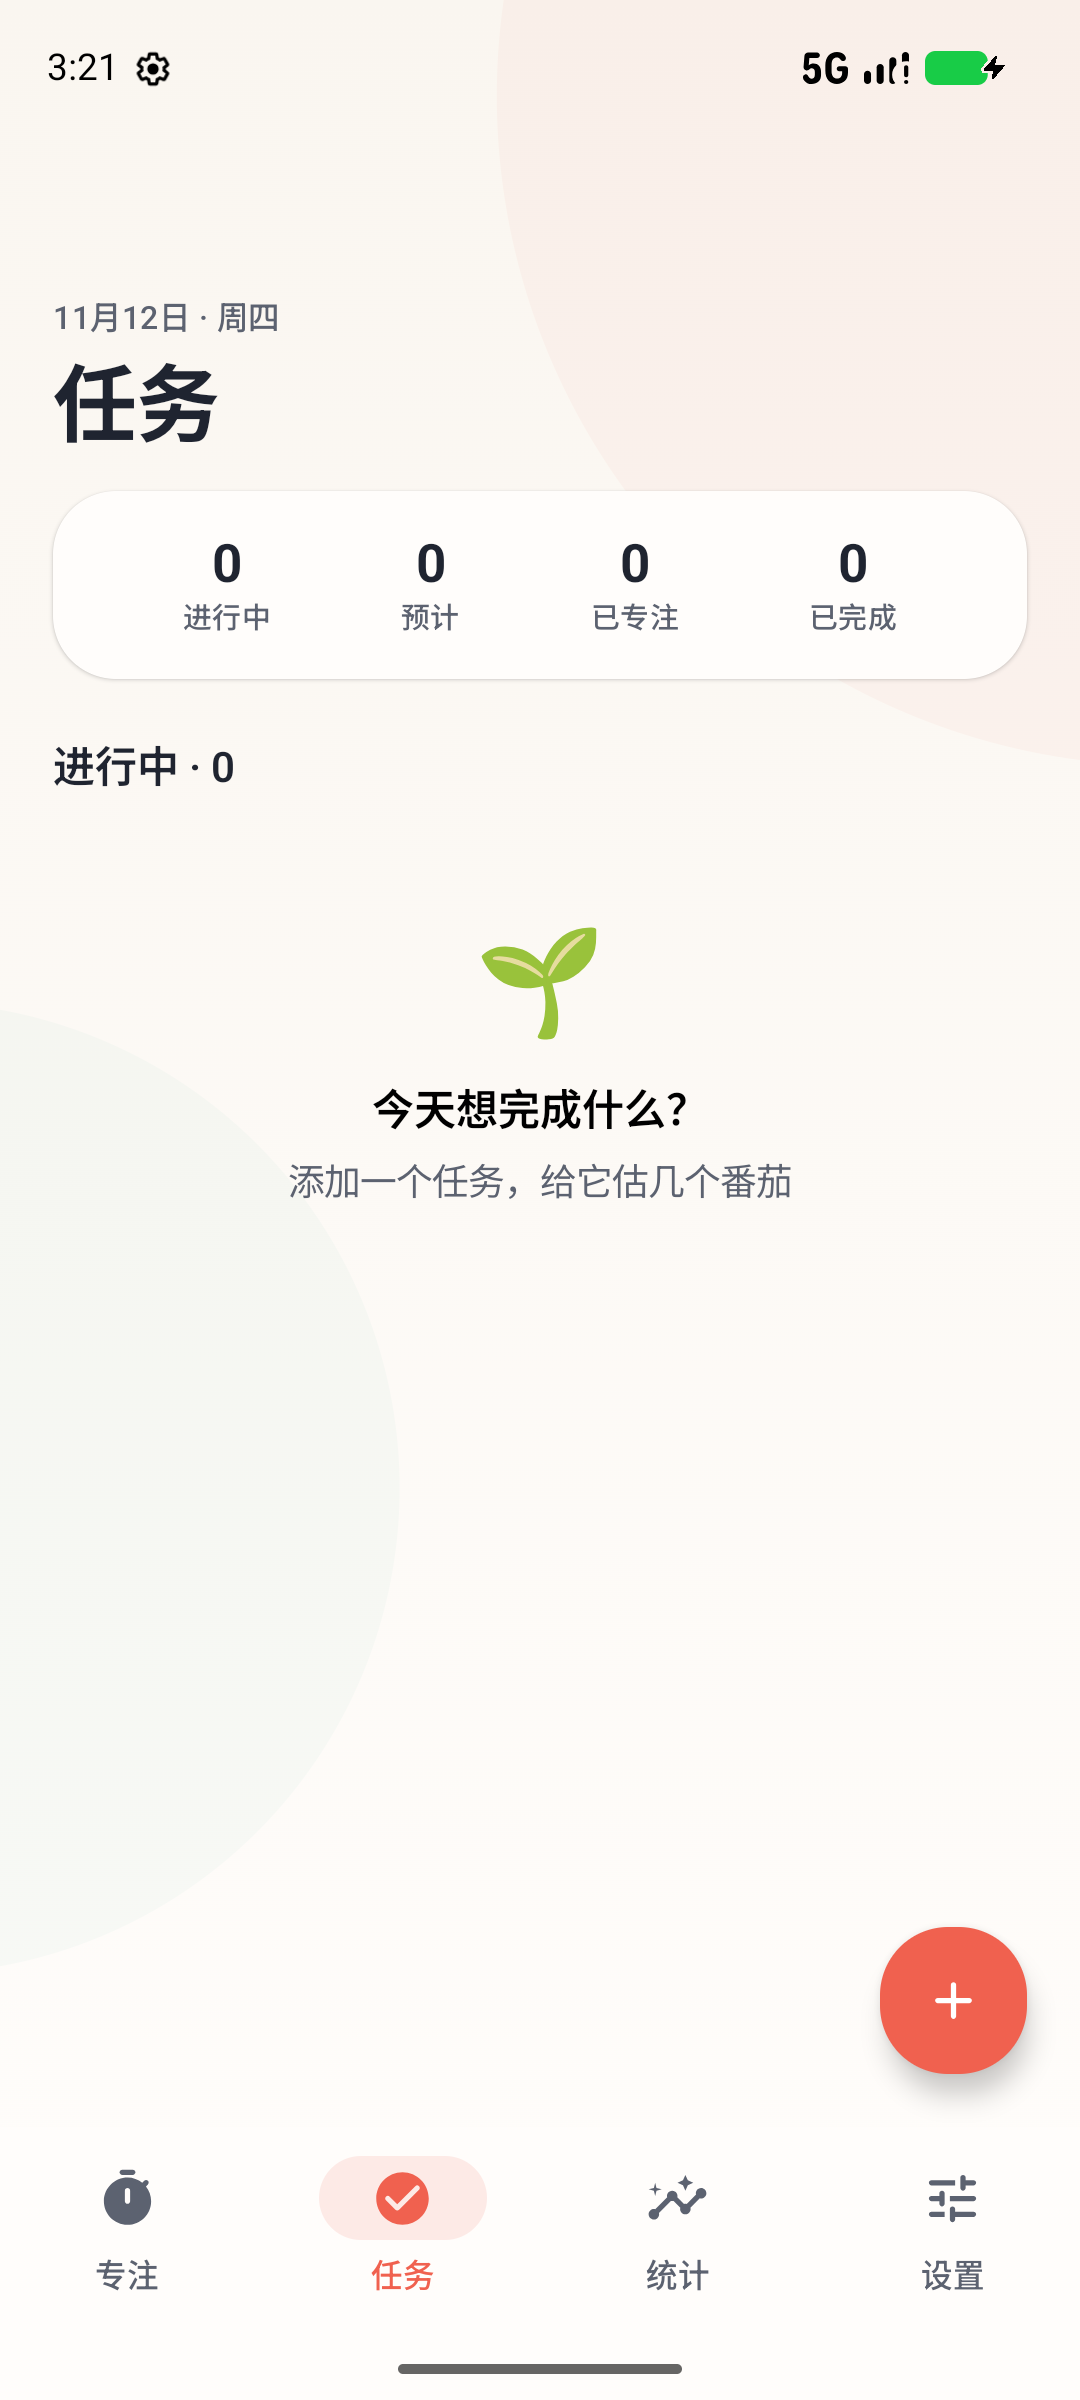 3:21
5G
11月12日 · 周四
任务
0 0 0 0
进行中 预计 已专注 已完成
进行中 · 0
今天想完成什么？
添加一个任务，给它估几个番茄
专注 任务 统计 设置